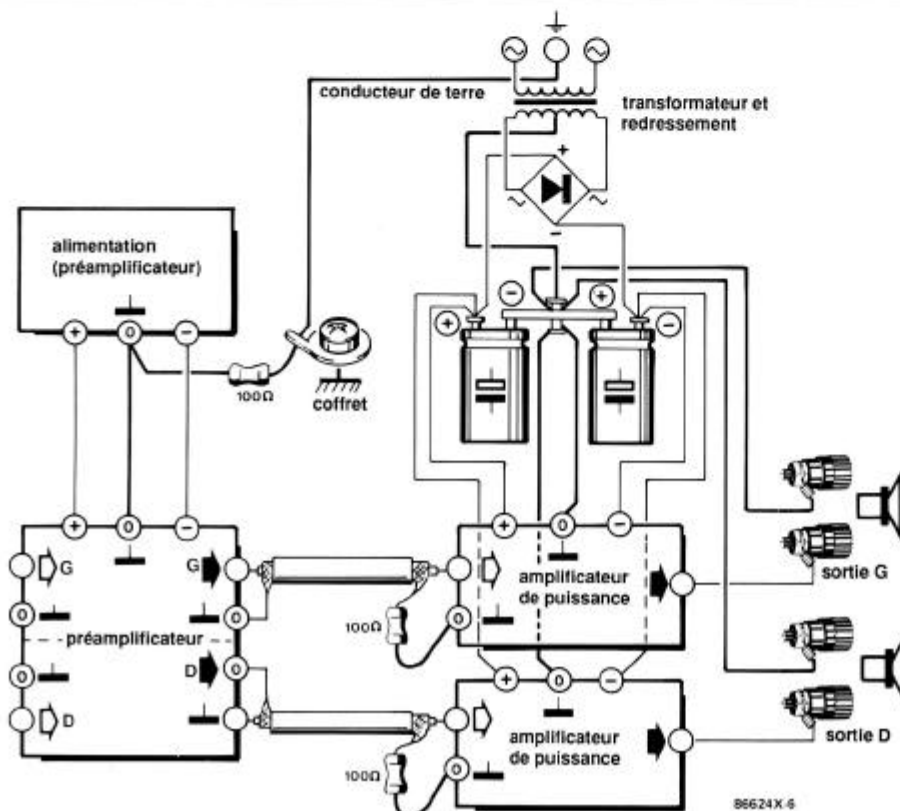 conducteur de terre
transformateur et
redressement
+
-
alimentation
(préamplificateur)
+
0
-
100Ω
coffret
+
-
+
-
+
0
-
G
G
préamplificateur
D
D
100Ω
0
0
0
0
+
0
-
amplificateur
de puissance
0
sortie G
100Ω
+
0
-
amplificateur
de puissance
0
sortie D
86624X-6